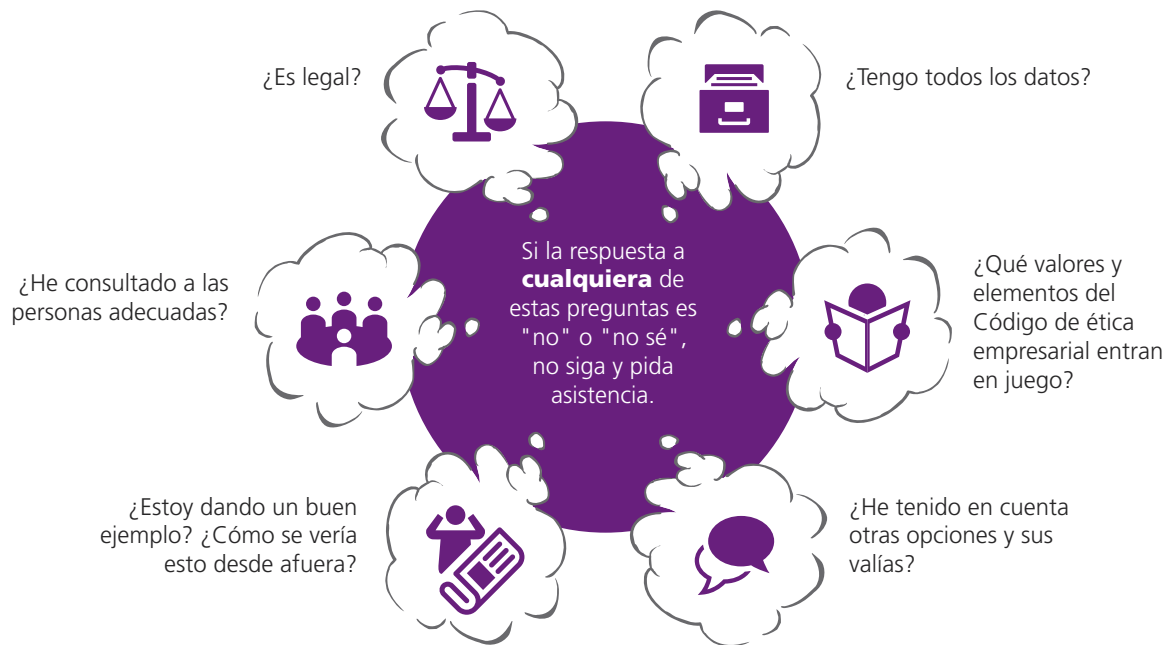 ¿Es legal?
¿Tengo todos los datos?
Si la respuesta a
cualquiera de
estas preguntas es
"no" o "no sé",
no siga y pida
asistencia.
¿He consultado a las
personas adecuadas?
¿Qué valores y
elementos del
Código de ética
empresarial entran
en juego?
¿Estoy dando un buen
ejemplo? ¿Cómo se vería
esto desde afuera?
¿He tenido en cuenta
otras opciones y sus
valías?